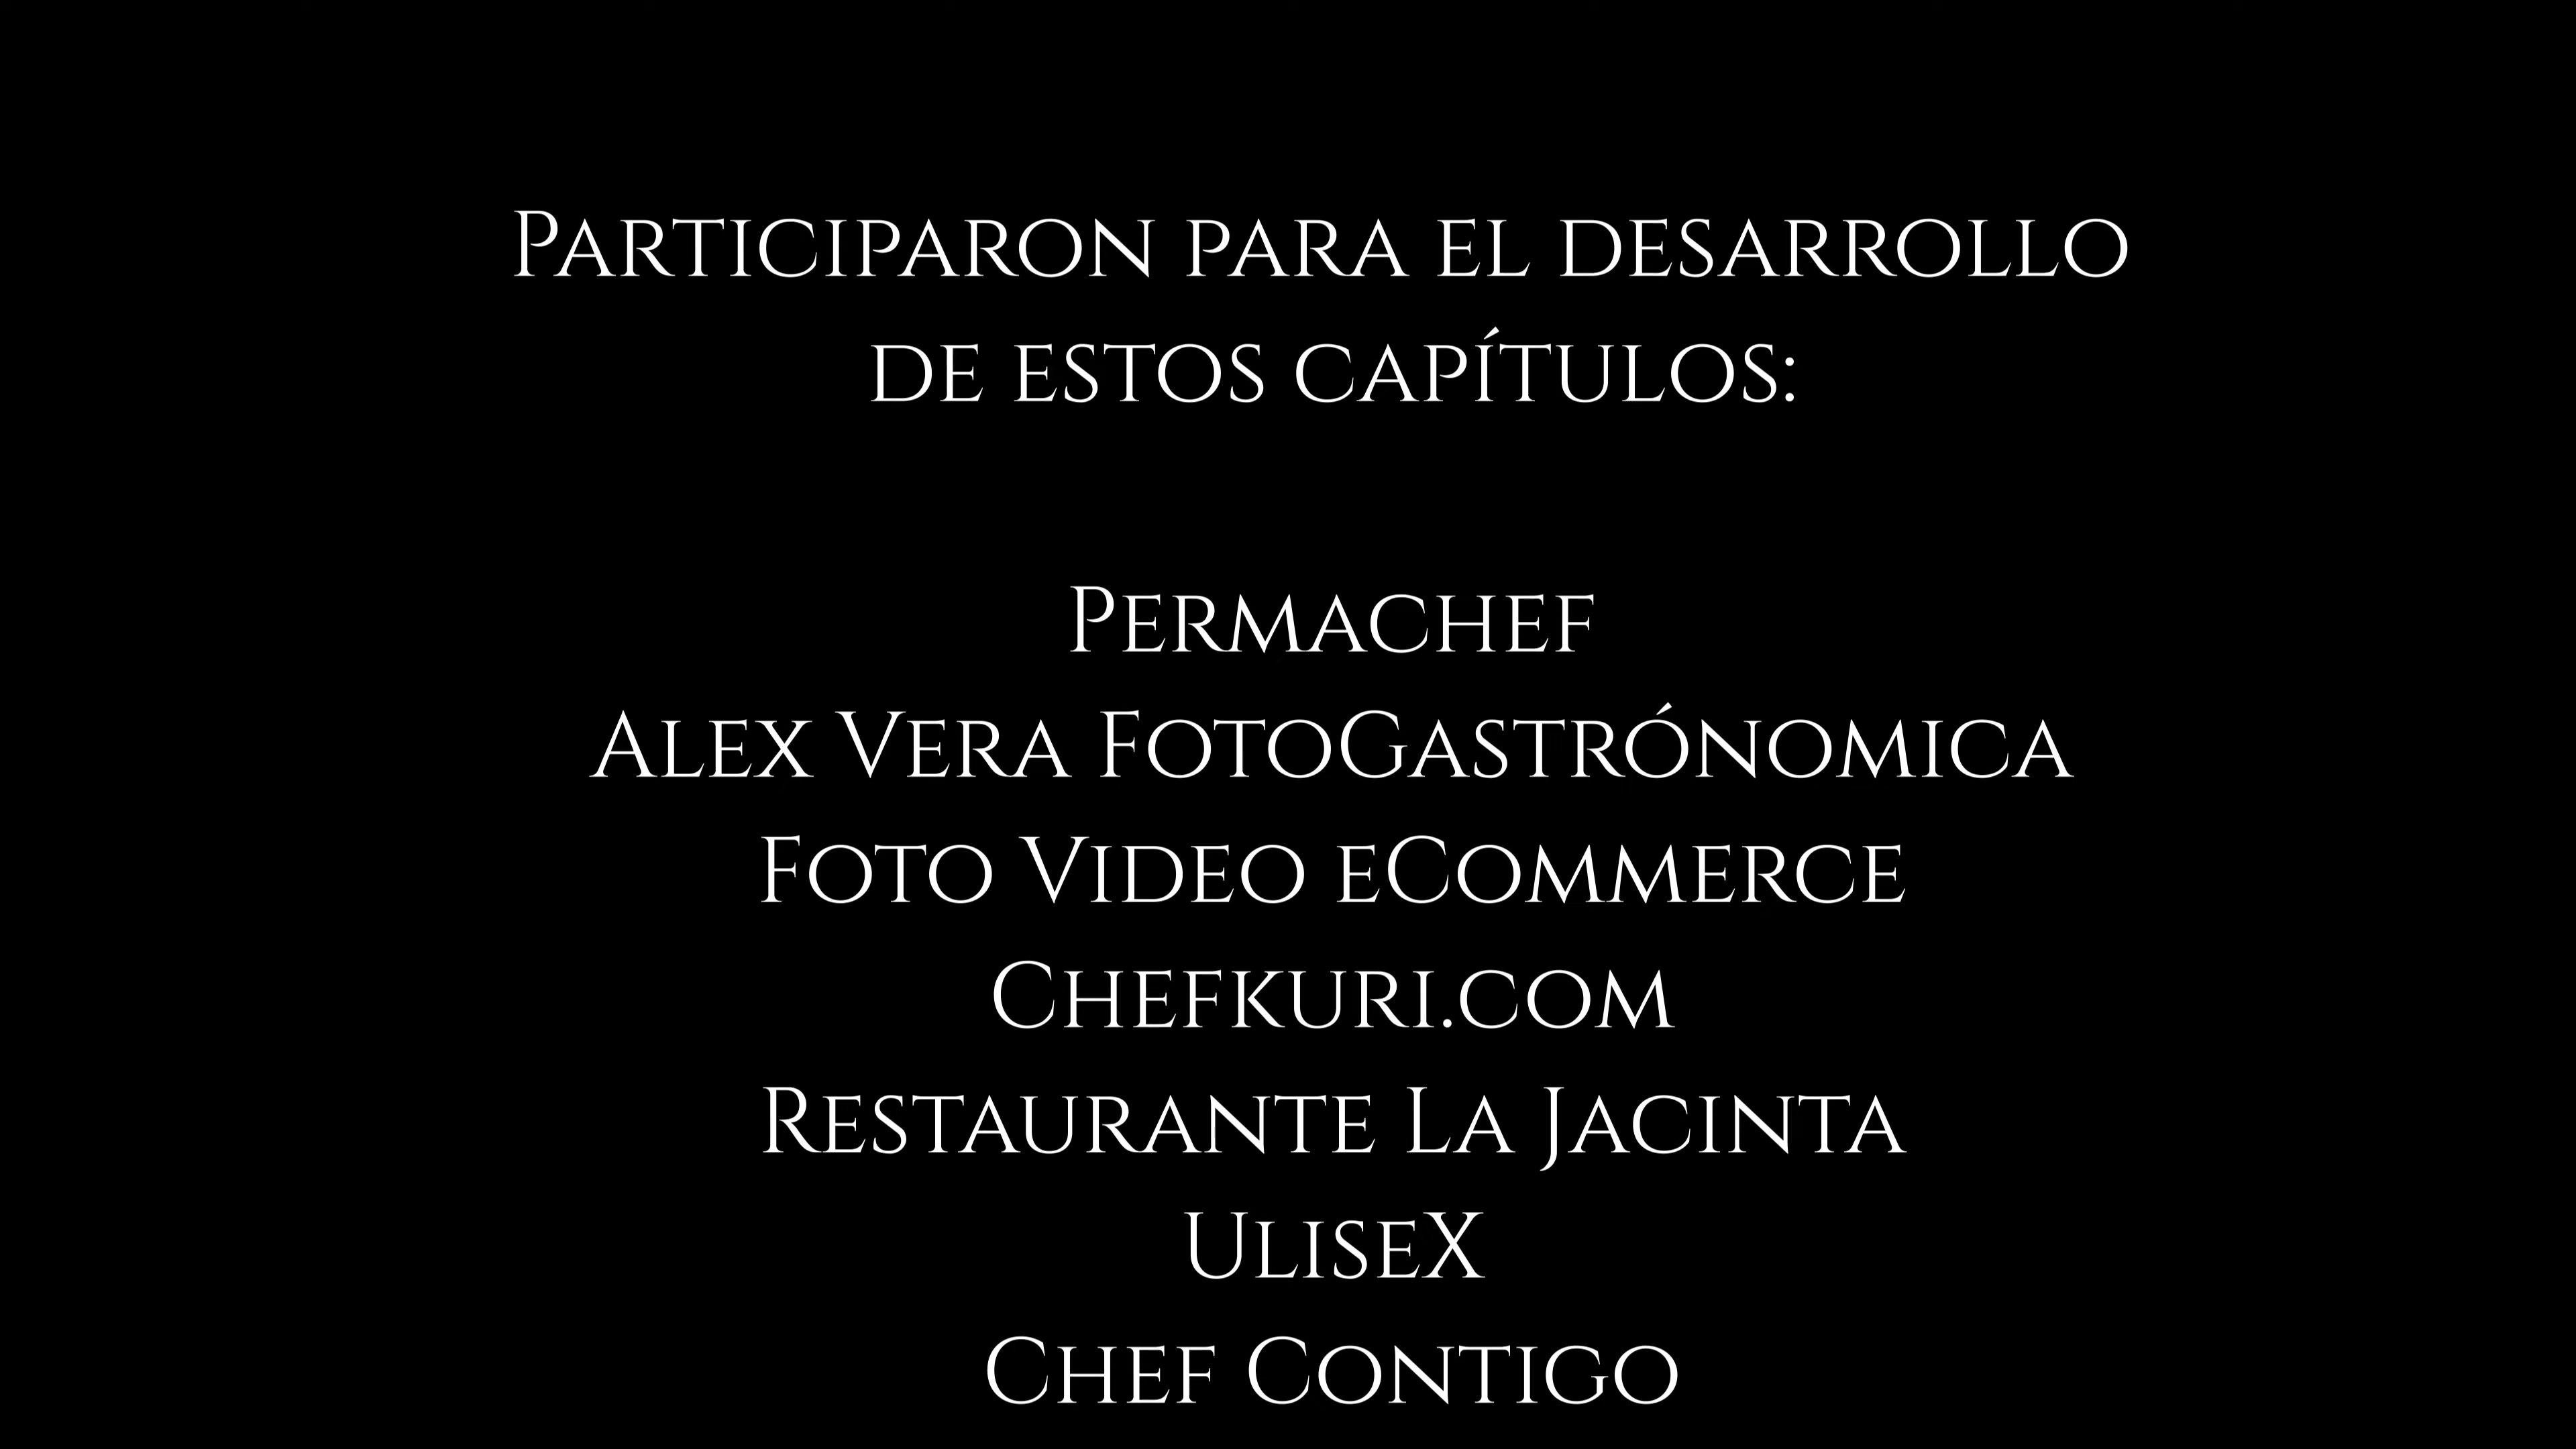 Participaron para el desarrollo
de estos capítulos:
Permachef
Alex Vera FotoGastrónomica
Foto Video eCommerce
Chefkuri.com
Restaurante La Jacinta
UliseX
Chef Contigo